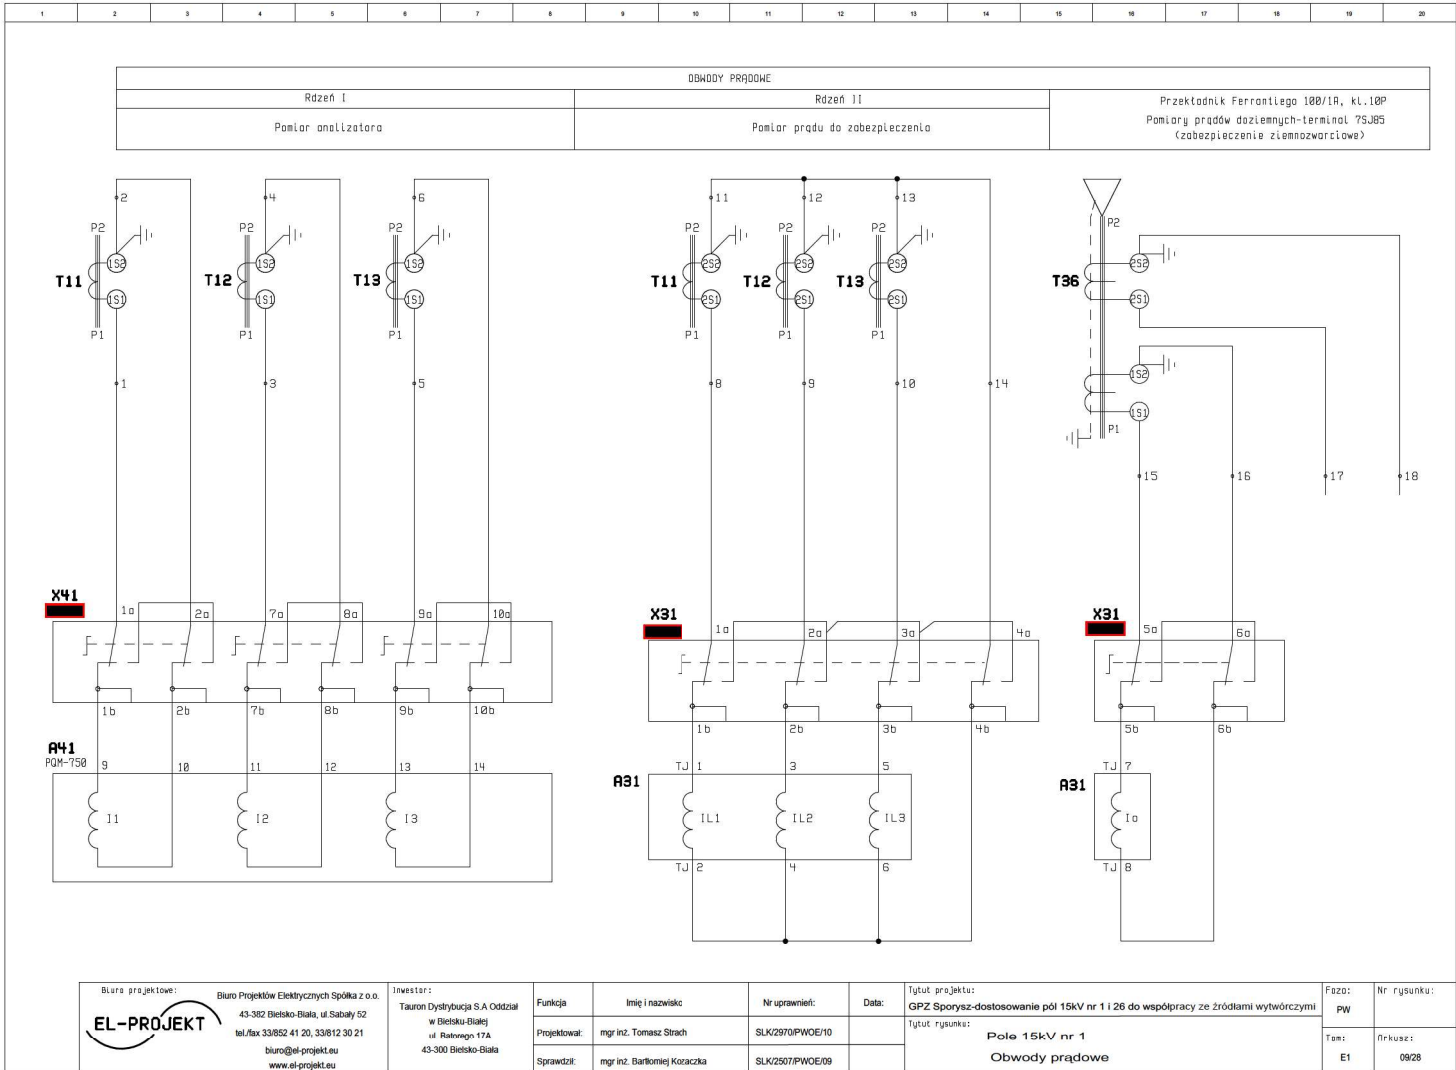 1 2 3 4 5 6 7 8 9 10 11 12 13 14 15 16 17 18 19 20
OBWODY PRĄDOWE
Rdzeń I
Rdzeń II
Przekładnik Ferrantiego 100/1A, kl.10P
Pomiar analizatora
Pomiar prądu do zabezpieczenia
Pomiary prądów doziemnych-terminal 7SJ85
(zabezpieczenie ziemnozwarciowe)
2 4 6 11 12 13
P2 P2 P2 P2 P2 P2 P2
1S2 1S2 1S2 2S2 2S2 2S2 2S2
T11 T12 T13 T11 T12 T13 T36
1S1 1S1 1S1 2S1 2S1 2S1 2S1
P1 P1 P1 P1 P1 P1
1 3 5 8 9 10 14
1S2
1S1
P1
15 16 17 18
X41
1a 2a 7a 8a 9a 10a
X31
1a 2a 3a 4a
X31
5a 6a
1b 2b 7b 8b 9b 10b
1b 2b 3b 4b
5b 6b
A41
PQM-750
9 10 11 12 13 14
I1 I2 I3
A31
TJ 1 3 5
IL1 IL2 IL3
TJ 2 4 6
A31
TJ 7
Io
TJ 8
Biuro projektowe:
EL-PROJEKT
Biuro Projektów Elektrycznych Spółka z o.o.
43-382 Bielsko-Biała, ul.Sabały 52
tel./fax 33/852 41 20, 33/812 30 21
biuro@el-projekt.eu
www.el-projekt.eu
Inwestor:
Tauron Dystrybucja S.A Oddział
w Bielsku-Białej
ul. Batorego 17A
43-300 Bielsko-Biała
Funkcja Imię i nazwisko Nr uprawnień: Data:
Projektował: mgr inż. Tomasz Strach SLK/2970/PWOE/10
Sprawdził: mgr inż. Bartłomiej Kozaczka SLK/2507/PWOE/09
Tytuł projektu:
GPZ Sporysz-dostosowanie pól 15kV nr 1 i 26 do współpracy ze źródłami wytwórczymi
Tytuł rysunku:
Pole 15kV nr 1
Obwody prądowe
Faza:
PW
Nr rysunku:
Tom:
E1
Arkusz:
09/28